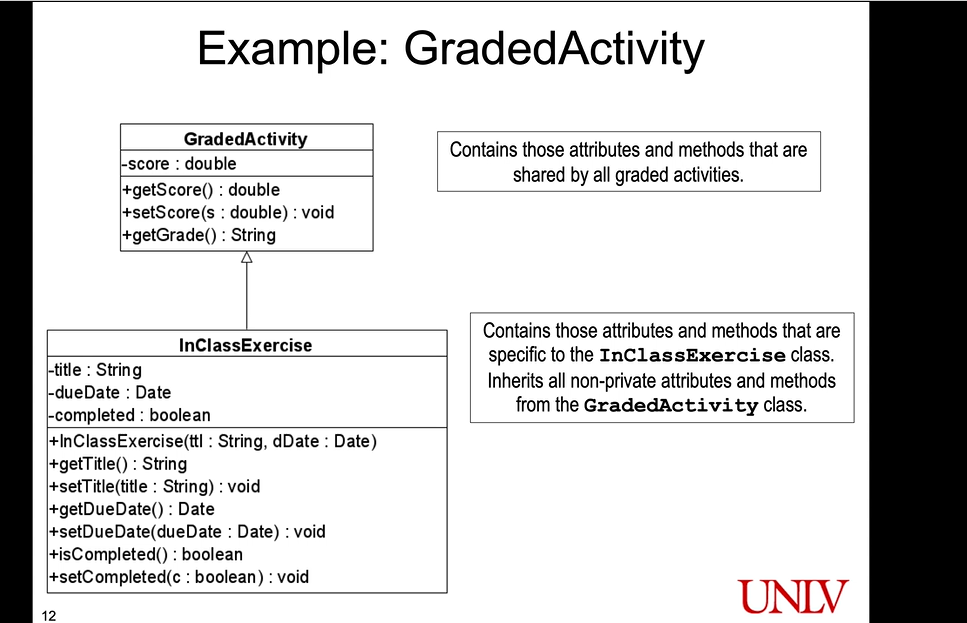 Example: GradedActivity
GradedActivity
-score : double
+getScore() : double
+setScore(s : double) : void
+getGrade() : String
Contains those attributes and methods that are
shared by all graded activities.
InClassExercise
-title : String
-dueDate : Date
-completed : boolean
+InClassExercise(ttl : String, dDate : Date)
+getTitle() : String
+setTitle(title : String) : void
+getDueDate() : Date
+setDueDate(dueDate : Date) : void
+isCompleted() : boolean
+setCompleted(c : boolean) : void
Contains those attributes and methods that are
specific to the InClassExercise class.
Inherits all non-private attributes and methods
from the GradedActivity class.
12
UNLV